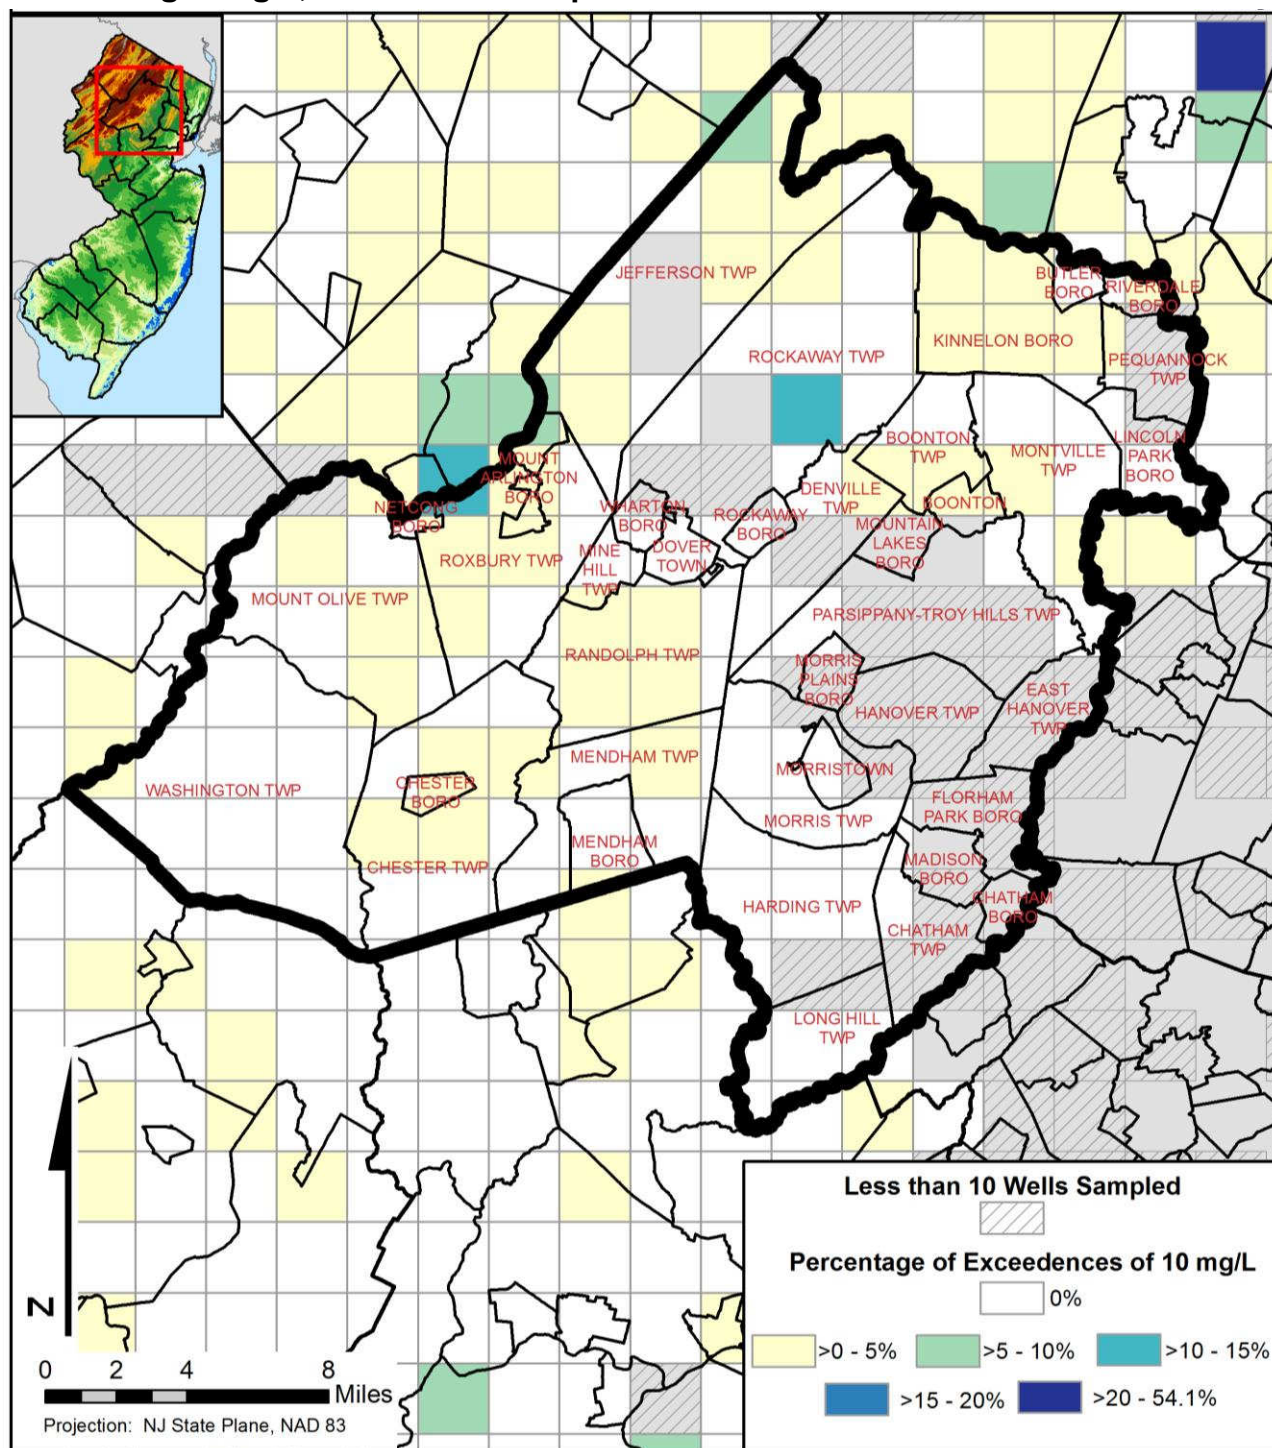 JEFFERSON TWP
BUTLER
BORO
RIVERDALE
BORO
KINNELON BORO
ROCKAWAY TWP
PEQUANNOCK
TWP
BOONTON
TWP
MONTVILLE
TWP
LINCOLN
PARK
BORO
MOUNT
ARLINGTON
BORO
NETCONG
BORO
WHARTON
BORO
ROCKAWAY
BORO
DENVILLE
TWP
BOONTON
MOUNTAIN
LAKES
BORO
ROXBURY TWP
MINE
HILL
TWP
DOVER
TOWN
MOUNT OLIVE TWP
PARSIPPANY-TROY HILLS TWP
RANDOLPH TWP
MORRIS
PLAINS
BORO
HANOVER TWP
EAST
HANOVER
TWP
MENDHAM TWP
MORRISTOWN
WASHINGTON TWP
CHESTER
BORO
FLORHAM
PARK BORO
MORRIS TWP
MENDHAM
BORO
CHESTER TWP
MADISON
BORO
HARDING TWP
CHATHAM
BORO
CHATHAM
TWP
LONG HILL
TWP
N
0 2 4 8
Miles
Projection: NJ State Plane, NAD 83
Less than 10 Wells Sampled
Percentage of Exceedences of 10 mg/L
0%
>0 - 5% >5 - 10% >10 - 15%
>15 - 20% >20 - 54.1%